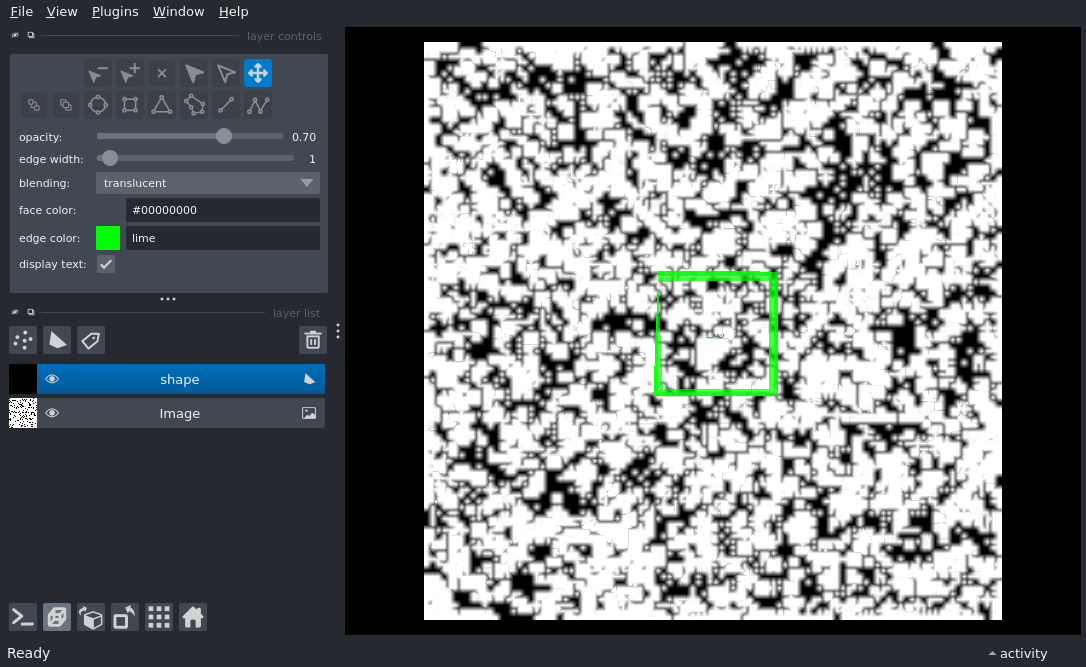 File View Plugins Window Help
layer controls
opacity: 0.70
edge width: 1
blending: translucent
face color: #00000000
edge color: lime
display text:
layer list
shape
Image
Ready
activity